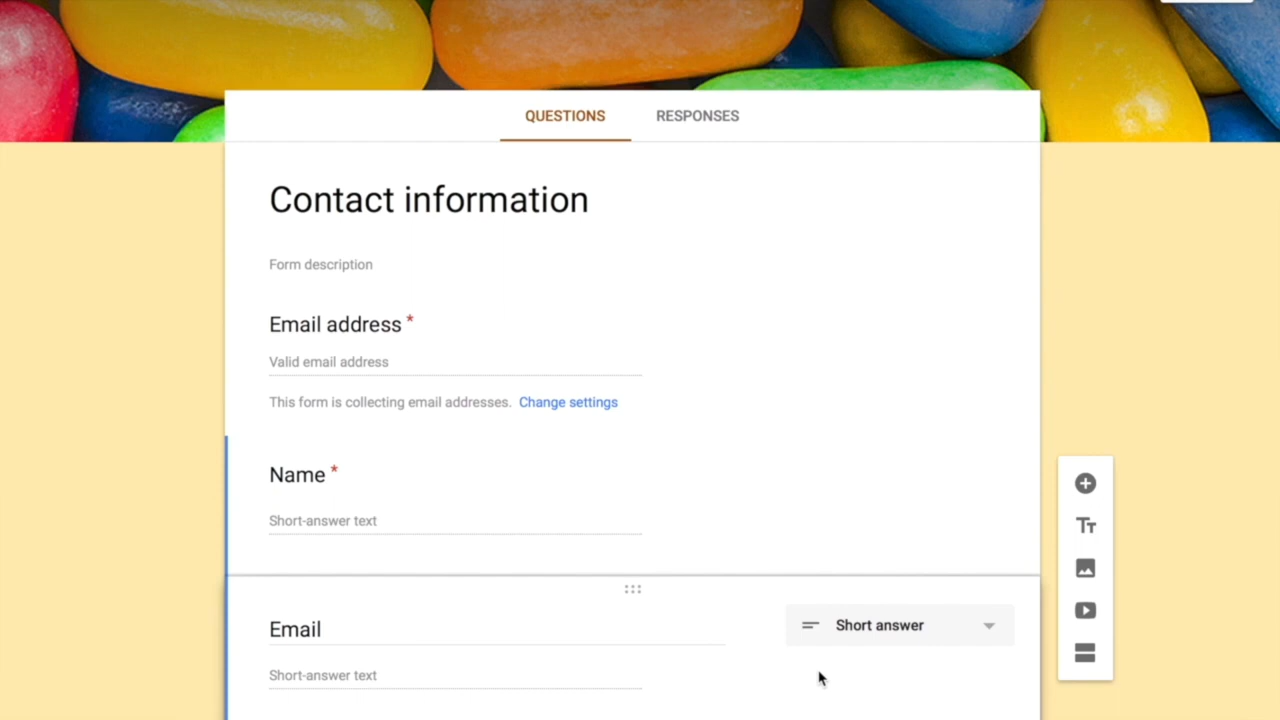 QUESTIONS RESPONSES
Contact information
Form description
Email address *
Valid email address
This form is collecting email addresses. Change settings
Name *
Short-answer text
Email
Short answer
Short-answer text